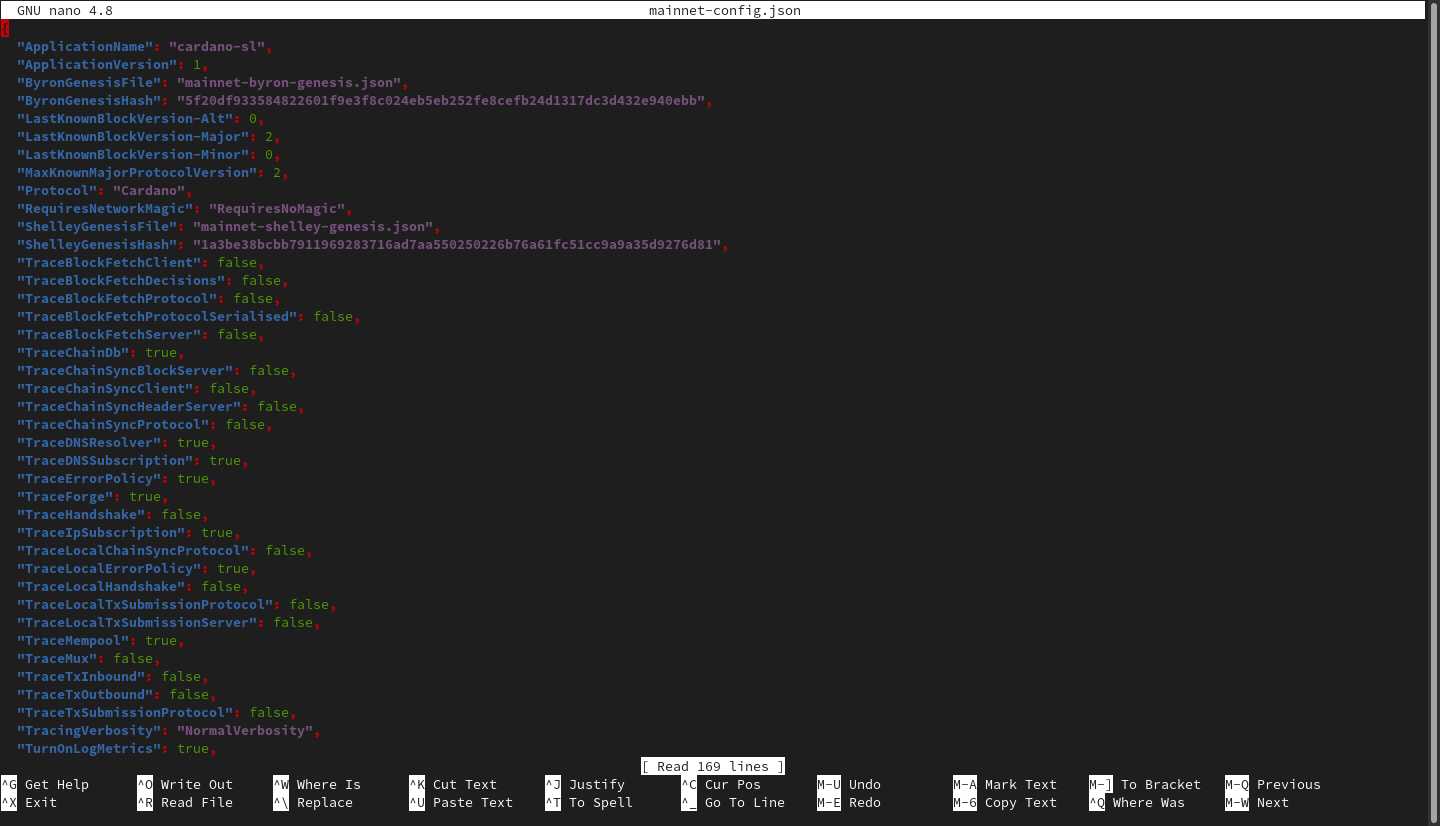 GNU nano 4.8 mainnet-config.json
{
"ApplicationName": "cardano-sl",
"ApplicationVersion": 1,
"ByronGenesisFile": "mainnet-byron-genesis.json",
"ByronGenesisHash": "5f20df933584822601f9e3f8c024eb5eb252fe8cefb24d1317dc3d432e940ebb",
"LastKnownBlockVersion-Alt": 0,
"LastKnownBlockVersion-Major": 2,
"LastKnownBlockVersion-Minor": 0,
"MaxKnownMajorProtocolVersion": 2,
"Protocol": "Cardano",
"RequiresNetworkMagic": "RequiresNoMagic",
"ShelleyGenesisFile": "mainnet-shelley-genesis.json",
"ShelleyGenesisHash": "1a3be38bcbb7911969283716ad7aa550250226b76a61fc51cc9a9a35d9276d81",
"TraceBlockFetchClient": false,
"TraceBlockFetchDecisions": false,
"TraceBlockFetchProtocol": false,
"TraceBlockFetchProtocolSerialised": false,
"TraceBlockFetchServer": false,
"TraceChainDb": true,
"TraceChainSyncBlockServer": false,
"TraceChainSyncClient": false,
"TraceChainSyncHeaderServer": false,
"TraceChainSyncProtocol": false,
"TraceDNSResolver": true,
"TraceDNSSubscription": true,
"TraceErrorPolicy": true,
"TraceForge": true,
"TraceHandshake": false,
"TraceIpSubscription": true,
"TraceLocalChainSyncProtocol": false,
"TraceLocalErrorPolicy": true,
"TraceLocalHandshake": false,
"TraceLocalTxSubmissionProtocol": false,
"TraceLocalTxSubmissionServer": false,
"TraceMempool": true,
"TraceMux": false,
"TraceTxInbound": false,
"TraceTxOutbound": false,
"TraceTxSubmissionProtocol": false,
"TracingVerbosity": "NormalVerbosity",
"TurnOnLogMetrics": true,
[ Read 169 lines ]
^G Get Help ^O Write Out ^W Where Is ^K Cut Text ^J Justify ^C Cur Pos M-U Undo M-A Mark Text M-] To Bracket M-Q Previous
^X Exit ^R Read File ^\ Replace ^U Paste Text ^T To Spell ^_ Go To Line M-E Redo M-6 Copy Text ^Q Where Was M-W Next